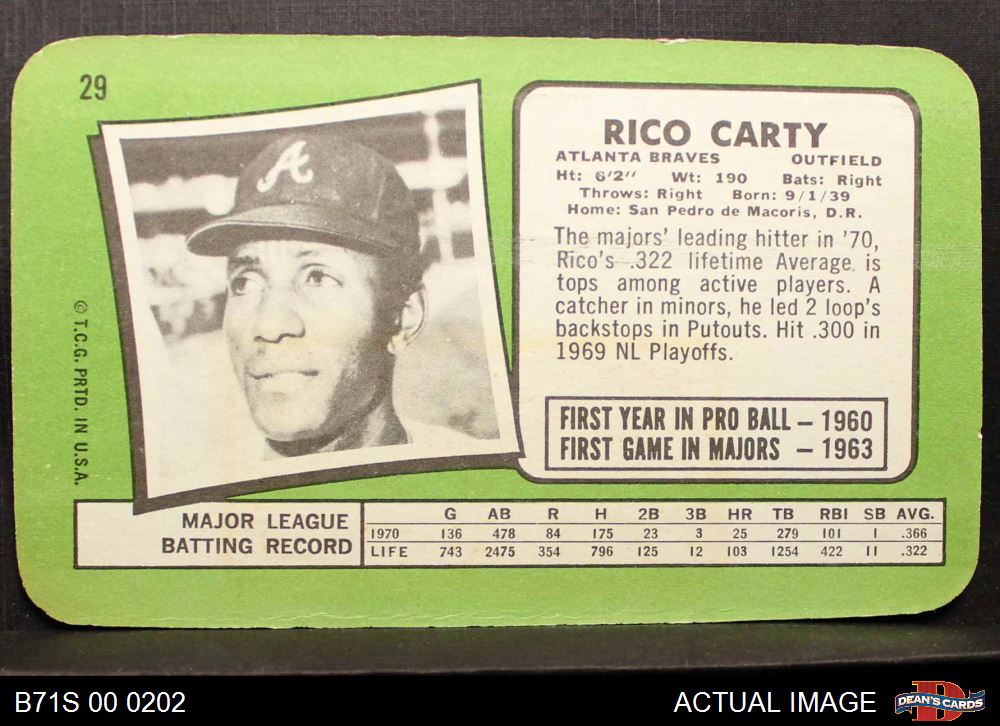 29
A
© T.C.G. PRTD. IN U.S.A.
RICO CARTY
ATLANTA BRAVES OUTFIELD
Ht: 6'2" Wt: 190 Bats: Right
Throws: Right Born: 9/1/39
Home: San Pedro de Macoris, D.R.
The majors' leading hitter in '70,
Rico's .322 lifetime Average is
tops among active players. A
catcher in minors, he led 2 loop's
backstops in Putouts. Hit .300 in
1969 NL Playoffs.
FIRST YEAR IN PRO BALL – 1960
FIRST GAME IN MAJORS – 1963
MAJOR LEAGUE
BATTING RECORD
G AB R H 2B 3B HR TB RBI SB AVG.
1970 136 478 84 175 23 3 25 279 101 1 .366
LIFE 743 2475 354 796 125 12 103 1254 422 11 .322
B71S 00 0202 ACTUAL IMAGE
D
DEAN'S CARDS